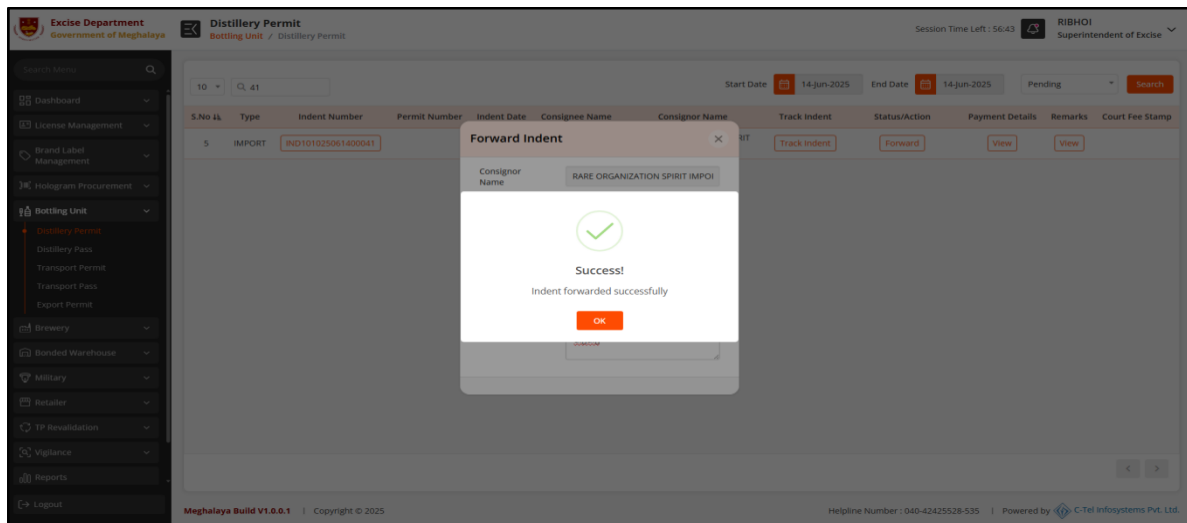 Excise Department
Government of Meghalaya
Distillery Permit
Bottling Unit / Distillery Permit
Session Time Left : 56:43
RIBHOI
Superintendent of Excise
Search Menu
Dashboard
License Management
Brand Label
Management
Hologram Procurement
Bottling Unit
Distillery Permit
Distillery Pass
Transport Permit
Transport Pass
Export Permit
Brewery
Bonded Warehouse
Military
Retailer
TP Revalidation
Vigilance
Reports
Logout
10 41 Start Date 14-Jun-2025 End Date 14-Jun-2025 Pending Search
S.No Type Indent Number Permit Number Indent Date Consignee Name Consignor Name Track Indent Status/Action Payment Details Remarks Court Fee Stamp
5 IMPORT IND101025061400041 Track Indent Forward View View
Forward Indent
Consignor
Name
RARE ORGANIZATION SPIRIT IMPOI
Success!
Indent forwarded successfully
OK
Meghalaya Build V1.0.0.1 | Copyright © 2025
Helpline Number : 040-42425528-535 | Powered by C-Tel Infosystems Pvt. Ltd.